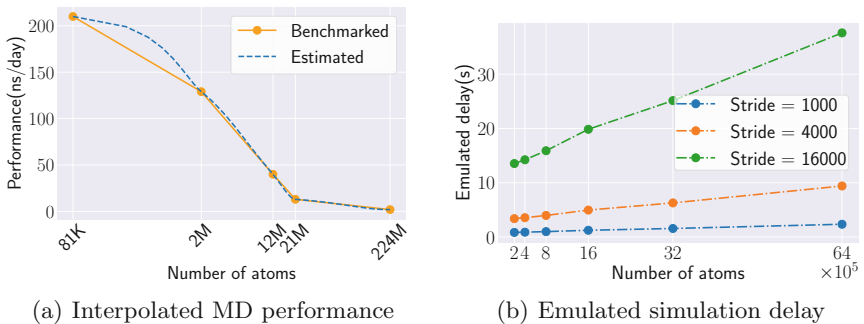 Performance(ns/day)
200
150
100
50
0
Benchmarked
Estimated
81K
2M
12M
21M
224M
Number of atoms
(a) Interpolated MD performance
Emulated delay(s)
30
20
10
0
Stride = 1000
Stride = 4000
Stride = 16000
2 4 8 16 32 64
×10⁵
Number of atoms
(b) Emulated simulation delay